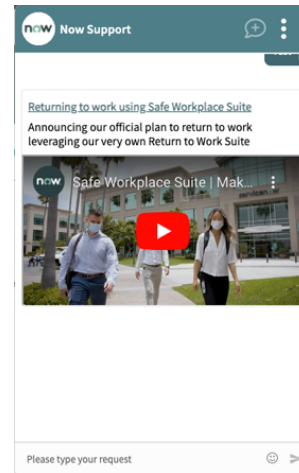 now Now Support
Returning to work using Safe Workplace Suite
Announcing our official plan to return to work
leveraging our very own Return to Work Suite
now Safe Workplace Suite | Mak...
Please type your request